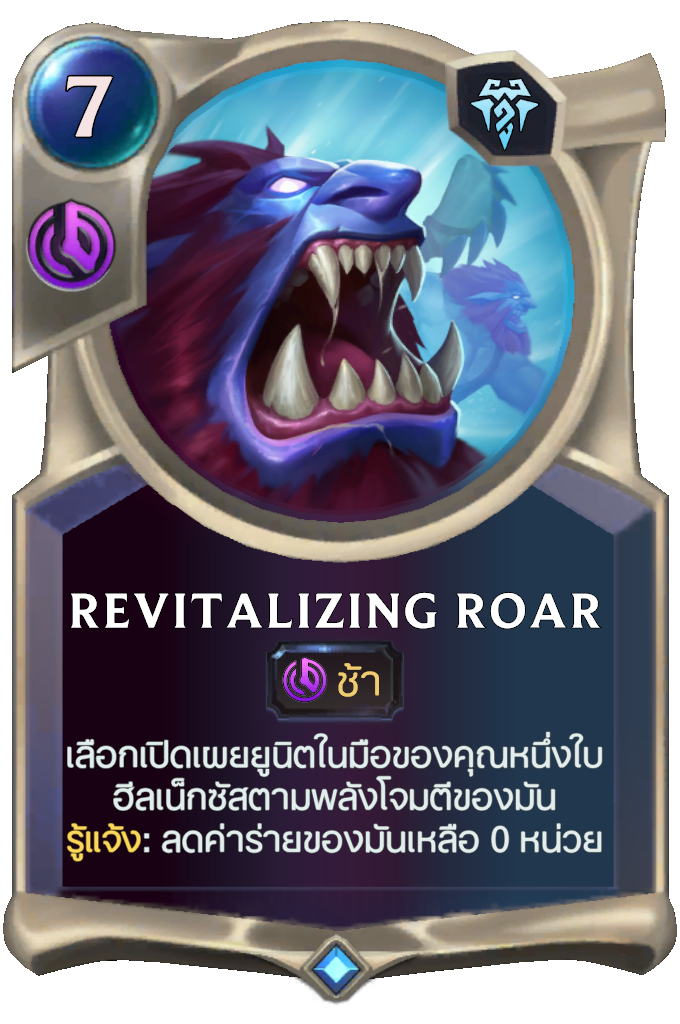 7
REVITALIZING ROAR
ช้า
เลือกเปิดเผยยูนิตในมือของคุณหนึ่งใบ
ฮีลเน็กซัสตามพลังโจมตีของมัน
รู้แจ้ง: ลดค่าร่ายของมันเหลือ 0 หน่วย